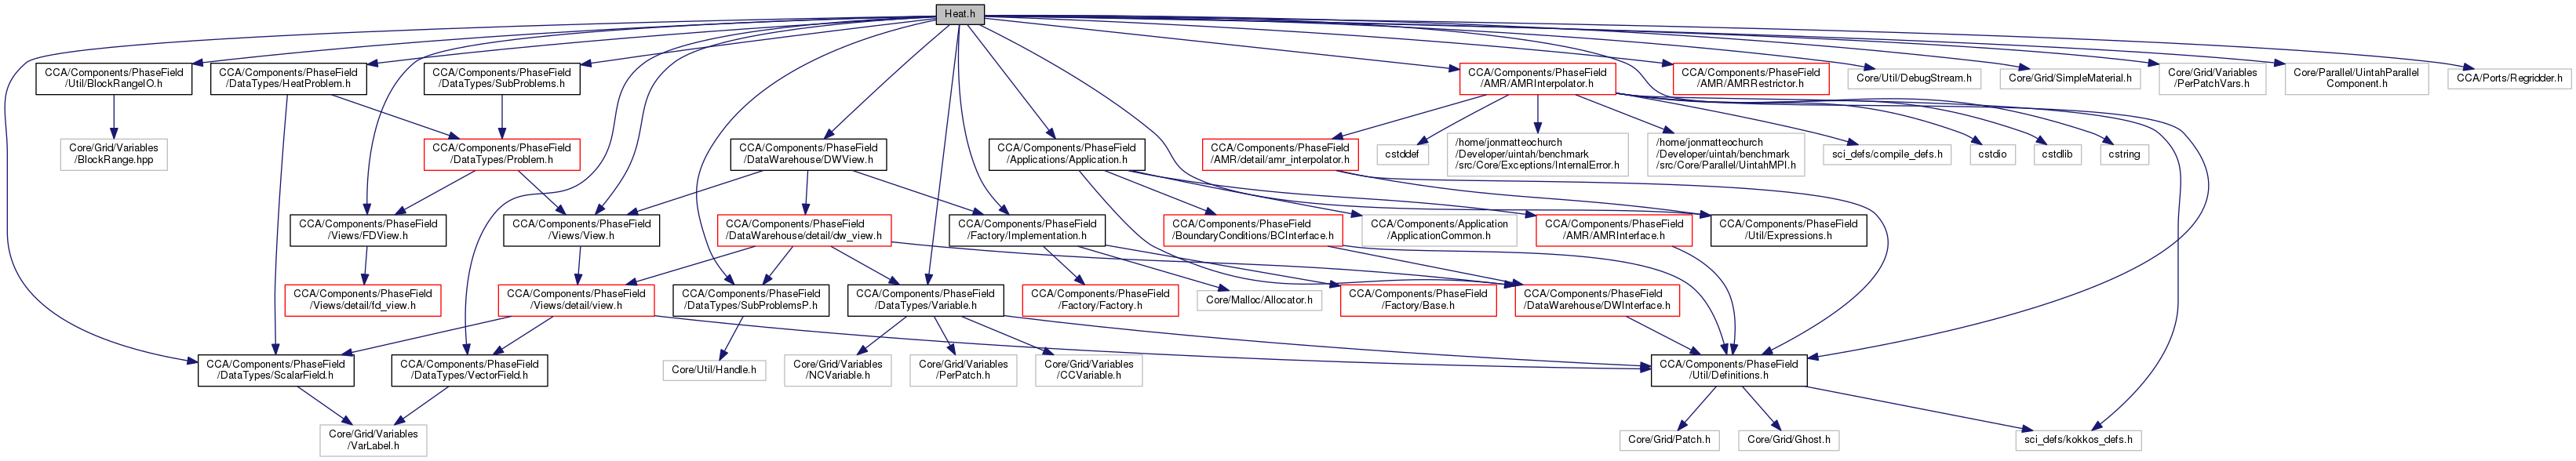 Heat.h
CCA/Components/PhaseField
/Util/BlockRangeIO.h
CCA/Components/PhaseField
/DataTypes/HeatProblem.h
CCA/Components/PhaseField
/DataTypes/SubProblems.h
CCA/Components/PhaseField
/AMR/AMRInterpolator.h
CCA/Components/PhaseField
/AMR/AMRRestrictor.h
Core/Util/DebugStream.h
Core/Grid/SimpleMaterial.h
Core/Grid/Variables
/PerPatchVars.h
Core/Parallel/UintahParallel
Component.h
CCA/Ports/Regridder.h
Core/Grid/Variables
/BlockRange.hpp
CCA/Components/PhaseField
/DataTypes/Problem.h
CCA/Components/PhaseField
/DataWarehouse/DWView.h
CCA/Components/PhaseField
/Applications/Application.h
CCA/Components/PhaseField
/AMR/detail/amr_interpolator.h
cstddef
/home/jonmatteochurch
/Developer/uintah/benchmark
/src/Core/Exceptions/InternalError.h
/home/jonmatteochurch
/Developer/uintah/benchmark
/src/Core/Parallel/UintahMPI.h
sci_defs/compile_defs.h
cstdio
cstdlib
cstring
CCA/Components/PhaseField
/Views/FDView.h
CCA/Components/PhaseField
/Views/View.h
CCA/Components/PhaseField
/DataWarehouse/detail/dw_view.h
CCA/Components/PhaseField
/Factory/Implementation.h
CCA/Components/PhaseField
/BoundaryConditions/BCInterface.h
CCA/Components/Application
/ApplicationCommon.h
CCA/Components/PhaseField
/AMR/AMRInterface.h
CCA/Components/PhaseField
/Util/Expressions.h
CCA/Components/PhaseField
/Views/detail/fd_view.h
CCA/Components/PhaseField
/Views/detail/view.h
CCA/Components/PhaseField
/DataTypes/SubProblemsP.h
CCA/Components/PhaseField
/DataTypes/Variable.h
CCA/Components/PhaseField
/Factory/Factory.h
Core/Malloc/Allocator.h
CCA/Components/PhaseField
/Factory/Base.h
CCA/Components/PhaseField
/DataWarehouse/DWInterface.h
CCA/Components/PhaseField
/DataTypes/ScalarField.h
CCA/Components/PhaseField
/DataTypes/VectorField.h
Core/Util/Handle.h
Core/Grid/Variables
/NCVariable.h
Core/Grid/Variables
/PerPatch.h
Core/Grid/Variables
/CCVariable.h
CCA/Components/PhaseField
/Util/Definitions.h
Core/Grid/Variables
/VarLabel.h
Core/Grid/Patch.h
Core/Grid/Ghost.h
sci_defs/kokkos_defs.h